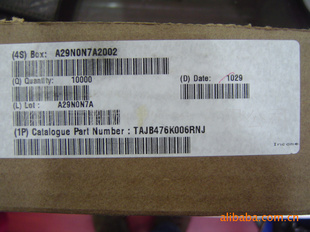 (4S) Box: A29N0N7A2002
(Q) Quantity: 10000 (D) Date: 1029
(L) Lot : A29N0N7A
(1P) Catalogue Part Number : TAJB476K006RNJ
alibaba.com.cn